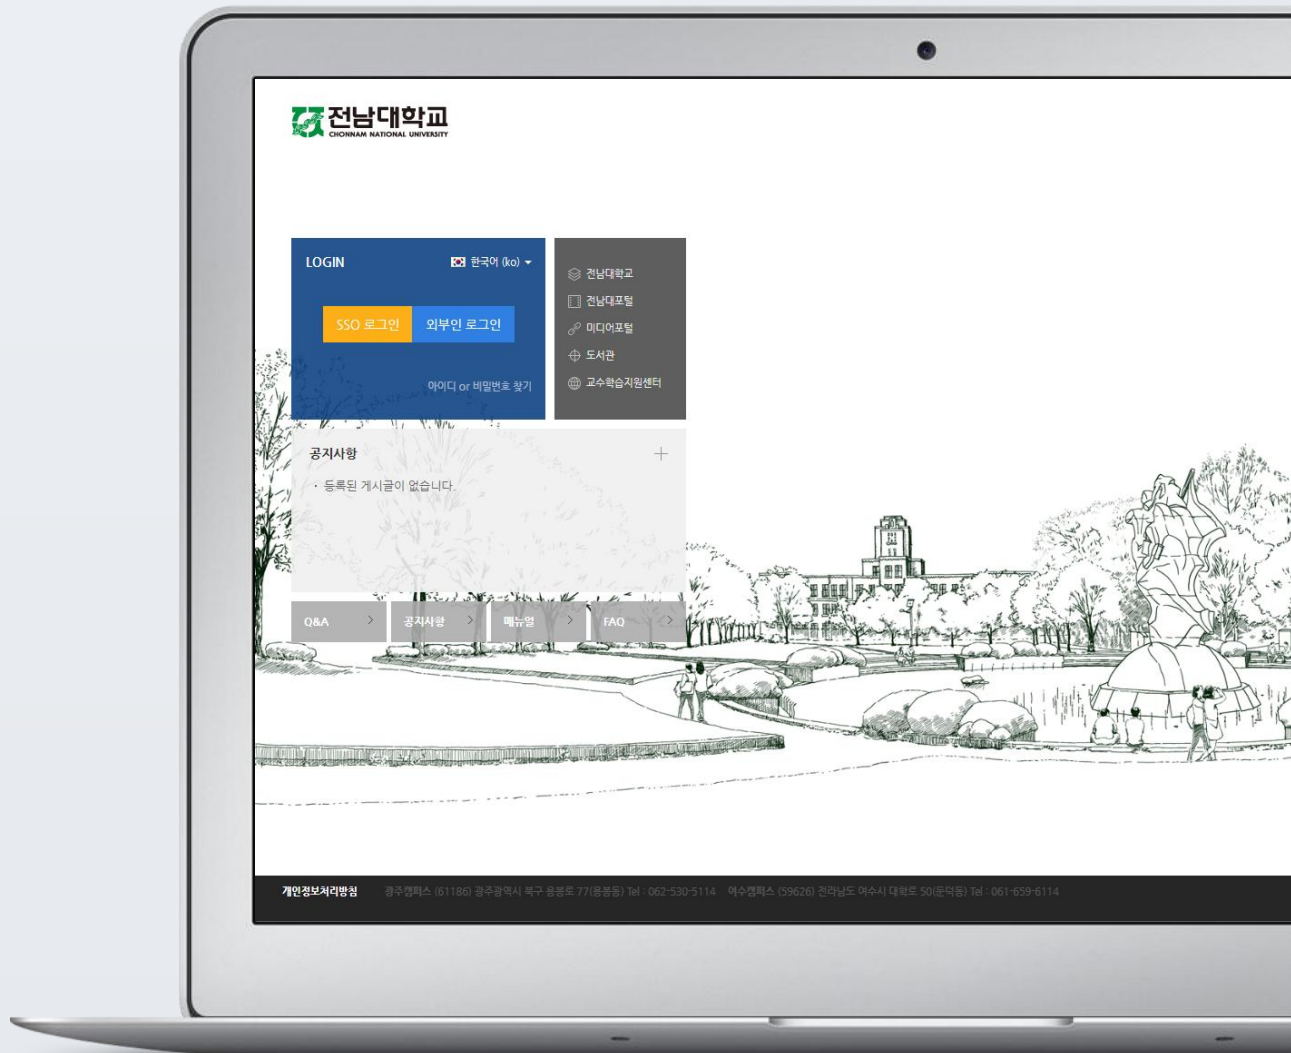 전남대학교
CHONNAM NATIONAL UNIVERSITY
LOGIN
한국어 (ko)
SSO 로그인
외부인 로그인
아이디 or 비밀번호 찾기
전남대학교
전남대포털
미디어포털
도서관
교수학습지원센터
공지사항
· 등록된 게시글이 없습니다.
Q&A
공지사항
메뉴얼
FAQ
개인정보처리방침
광주캠퍼스 (61186) 광주광역시 북구 용봉로 77(용봉동) Tel : 062-530-5114 여수캠퍼스 (59626) 전라남도 여수시 대학로 50(둔덕동) Tel : 061-659-6114